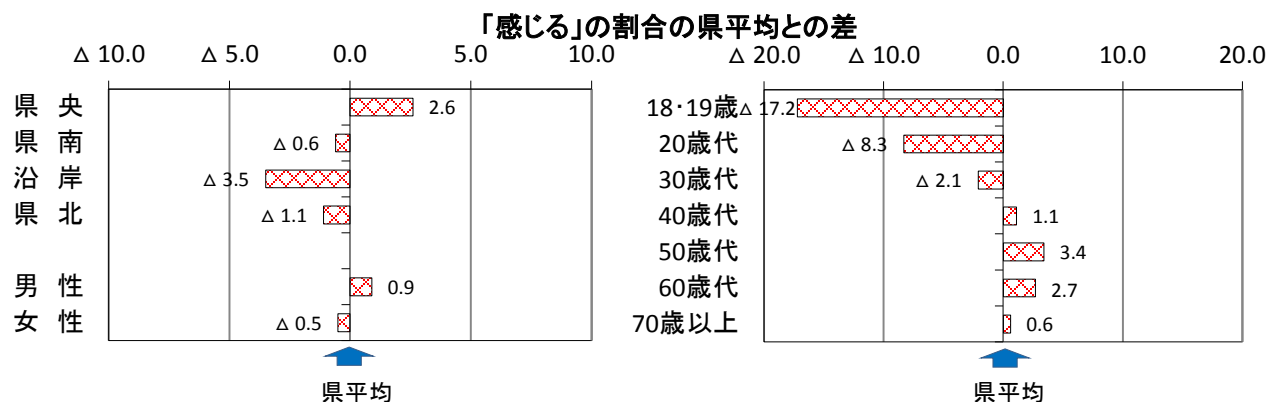 「感じる」の割合の県平均との差
△ 10.0 △ 5.0 0.0 5.0 10.0
県 央 2.6
県 南 △ 0.6
沿 岸 △ 3.5
県 北 △ 1.1
男 性 0.9
女 性 △ 0.5
県平均
△ 20.0 △ 10.0 0.0 10.0 20.0
18・19歳 △ 17.2
20歳代 △ 8.3
30歳代 △ 2.1
40歳代 1.1
50歳代 3.4
60歳代 2.7
70歳以上 0.6
県平均